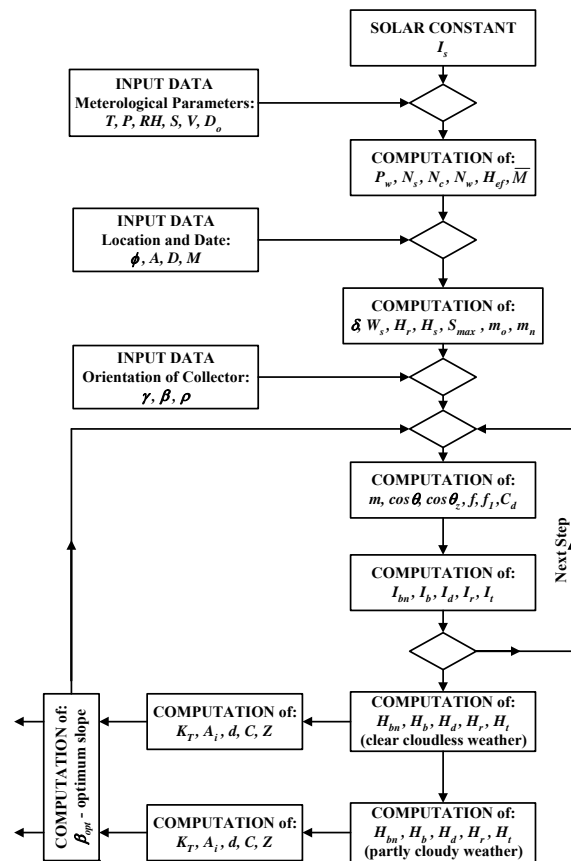 SOLAR CONSTANT
I_s
INPUT DATA
Meterological Parameters:
T, P, RH, S, V, D_o
COMPUTATION of:
P_w, N_s, N_c, N_w, H_ef, M̅
INPUT DATA
Location and Date:
ϕ, A, D, M
COMPUTATION of:
δ, W_s, H_r, H_s, S_max , m_o, m_n
INPUT DATA
Orientation of Collector:
γ, β, ρ
COMPUTATION of:
m, cosθ, cosθ_z, f, f_1, C_d
Next Step
COMPUTATION of:
I_bn, I_b, I_d, I_r, I_t
COMPUTATION of:
β_opt - optimum slope
COMPUTATION of:
K_T, A_i, d, C, Z
COMPUTATION of:
H_bn, H_b, H_d, H_r, H_t
(clear cloudless weather)
COMPUTATION of:
K_T, A_i, d, C, Z
COMPUTATION of:
H_bn, H_b, H_d, H_r, H_t
(partly cloudy weather)